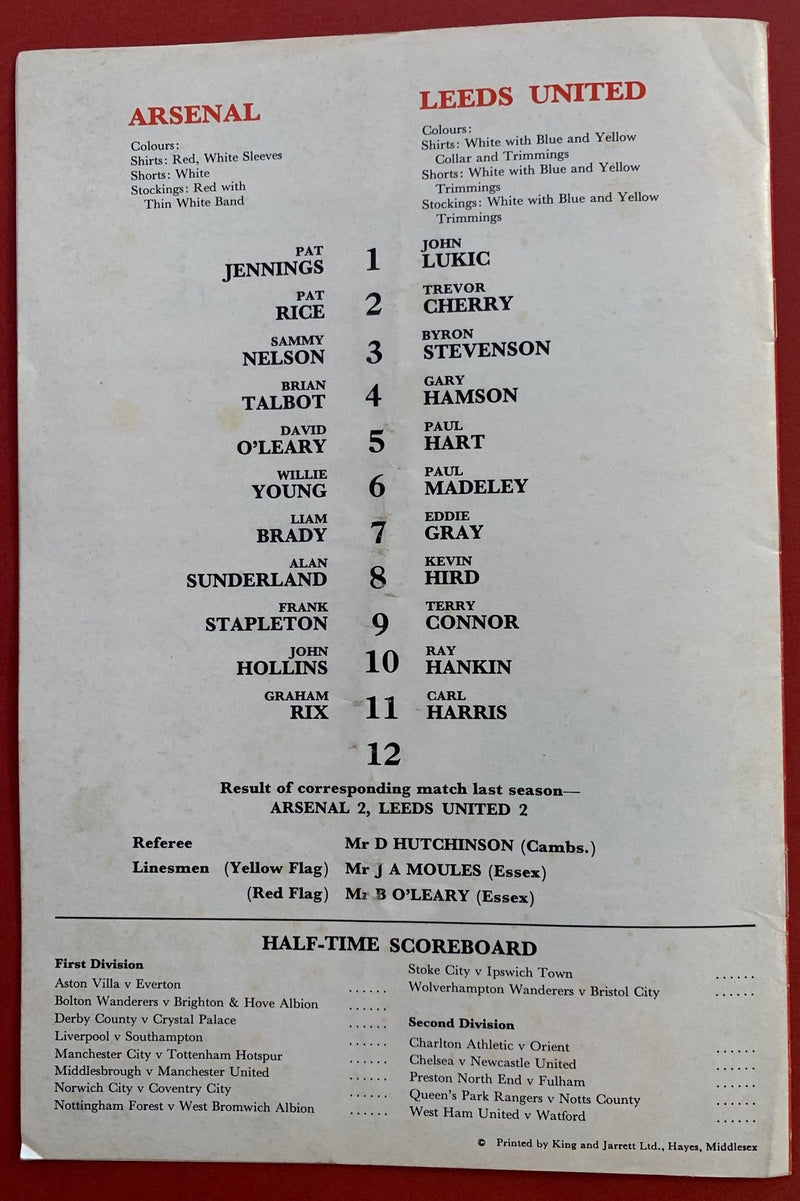 ARSENAL
Colours:
Shirts: Red, White Sleeves
Shorts: White
Stockings: Red with
Thin White Band
LEEDS UNITED
Colours:
Shirts: White with Blue and Yellow
Collar and Trimmings
Shorts: White with Blue and Yellow
Trimmings
Stockings: White with Blue and Yellow
Trimmings
PAT JOHN
JENNINGS 1 LUKIC
PAT TREVOR
RICE 2 CHERRY
SAMMY BYRON
NELSON 3 STEVENSON
BRIAN GARY
TALBOT 4 HAMSON
DAVID PAUL
O'LEARY 5 HART
WILLIE PAUL
YOUNG 6 MADELEY
LIAM EDDIE
BRADY 7 GRAY
ALAN KEVIN
SUNDERLAND 8 HIRD
FRANK TERRY
STAPLETON 9 CONNOR
JOHN RAY
HOLLINS 10 HANKIN
GRAHAM CARL
RIX 11 HARRIS
12
Result of corresponding match last season—
ARSENAL 2, LEEDS UNITED 2
Referee Mr D HUTCHINSON (Cambs.)
Linesmen (Yellow Flag) Mr J A MOULES (Essex)
(Red Flag) Mr B O'LEARY (Essex)
HALF-TIME SCOREBOARD
First Division
Aston Villa v Everton ......
Bolton Wanderers v Brighton & Hove Albion ......
Derby County v Crystal Palace ......
Liverpool v Southampton ......
Manchester City v Tottenham Hotspur ......
Middlesbrough v Manchester United ......
Norwich City v Coventry City ......
Nottingham Forest v West Bromwich Albion ......
Stoke City v Ipswich Town ......
Wolverhampton Wanderers v Bristol City ......
Second Division
Charlton Athletic v Orient ......
Chelsea v Newcastle United ......
Preston North End v Fulham ......
Queen's Park Rangers v Notts County ......
West Ham United v Watford ......
© Printed by King and Jarrett Ltd., Hayes, Middlesex